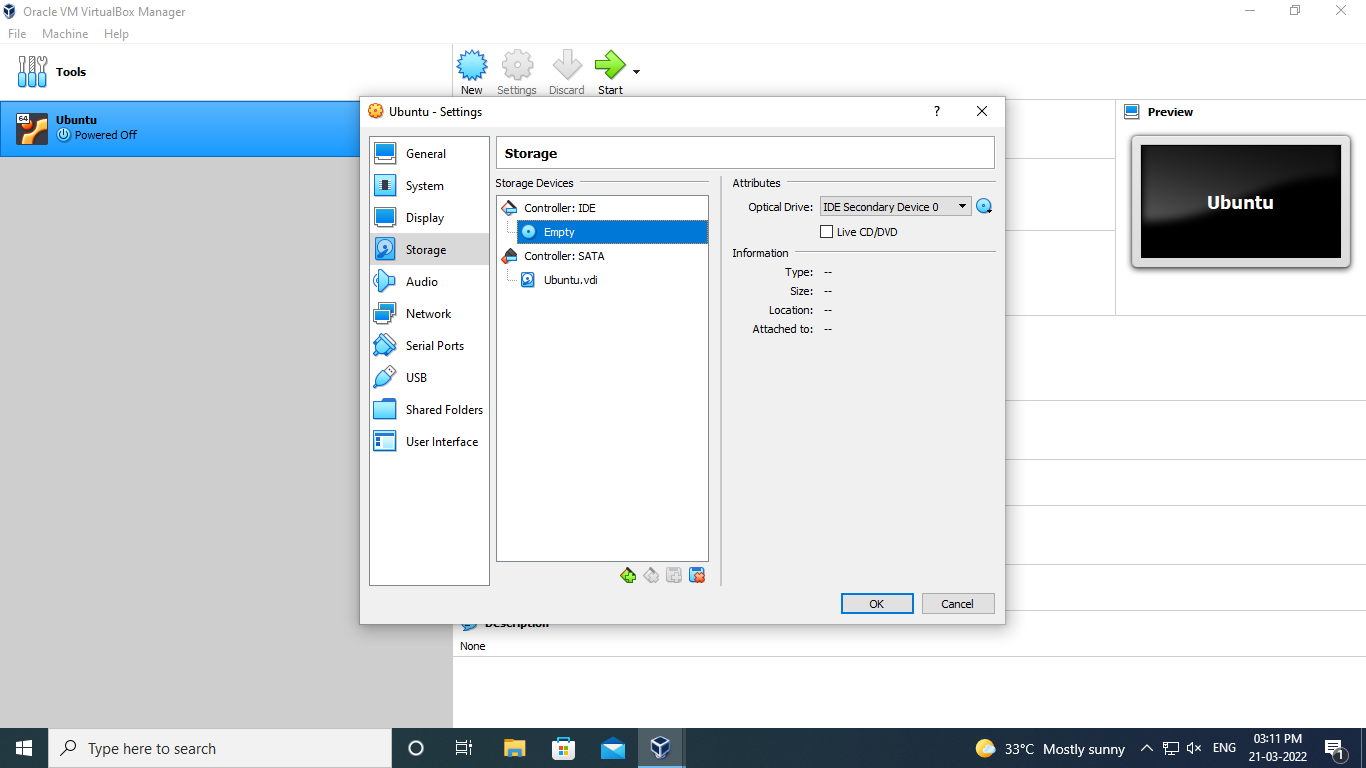 Oracle VM VirtualBox Manager
File Machine Help
Tools
New Settings Discard Start
64
Ubuntu
Powered Off
Preview
Ubuntu
Ubuntu - Settings
?
General
System
Display
Storage
Audio
Network
Serial Ports
USB
Shared Folders
User Interface
Storage
Storage Devices
Controller: IDE
Empty
Controller: SATA
Ubuntu.vdi
Attributes
Optical Drive: IDE Secondary Device 0
Live CD/DVD
Information
Type: --
Size: --
Location: --
Attached to: --
OK Cancel
Description
None
Type here to search
33°C Mostly sunny
ENG
03:11 PM
21-03-2022
1